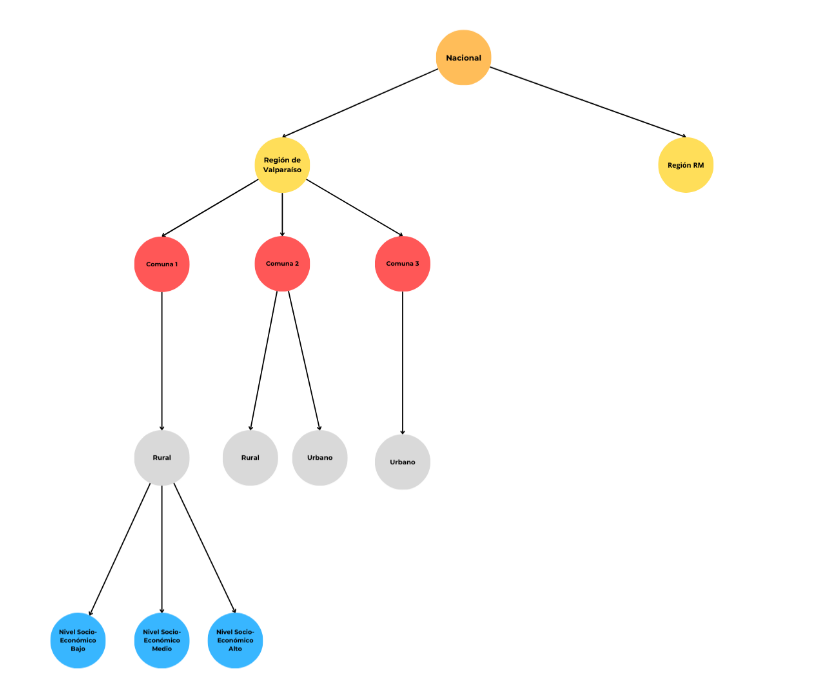 Nacional
Región de
Valparaíso
Región RM
Comuna 1
Comuna 2
Comuna 3
Rural
Rural
Urbano
Urbano
Nivel Socio-
Económico
Bajo
Nivel Socio-
Económico
Medio
Nivel Socio-
Económico
Alto